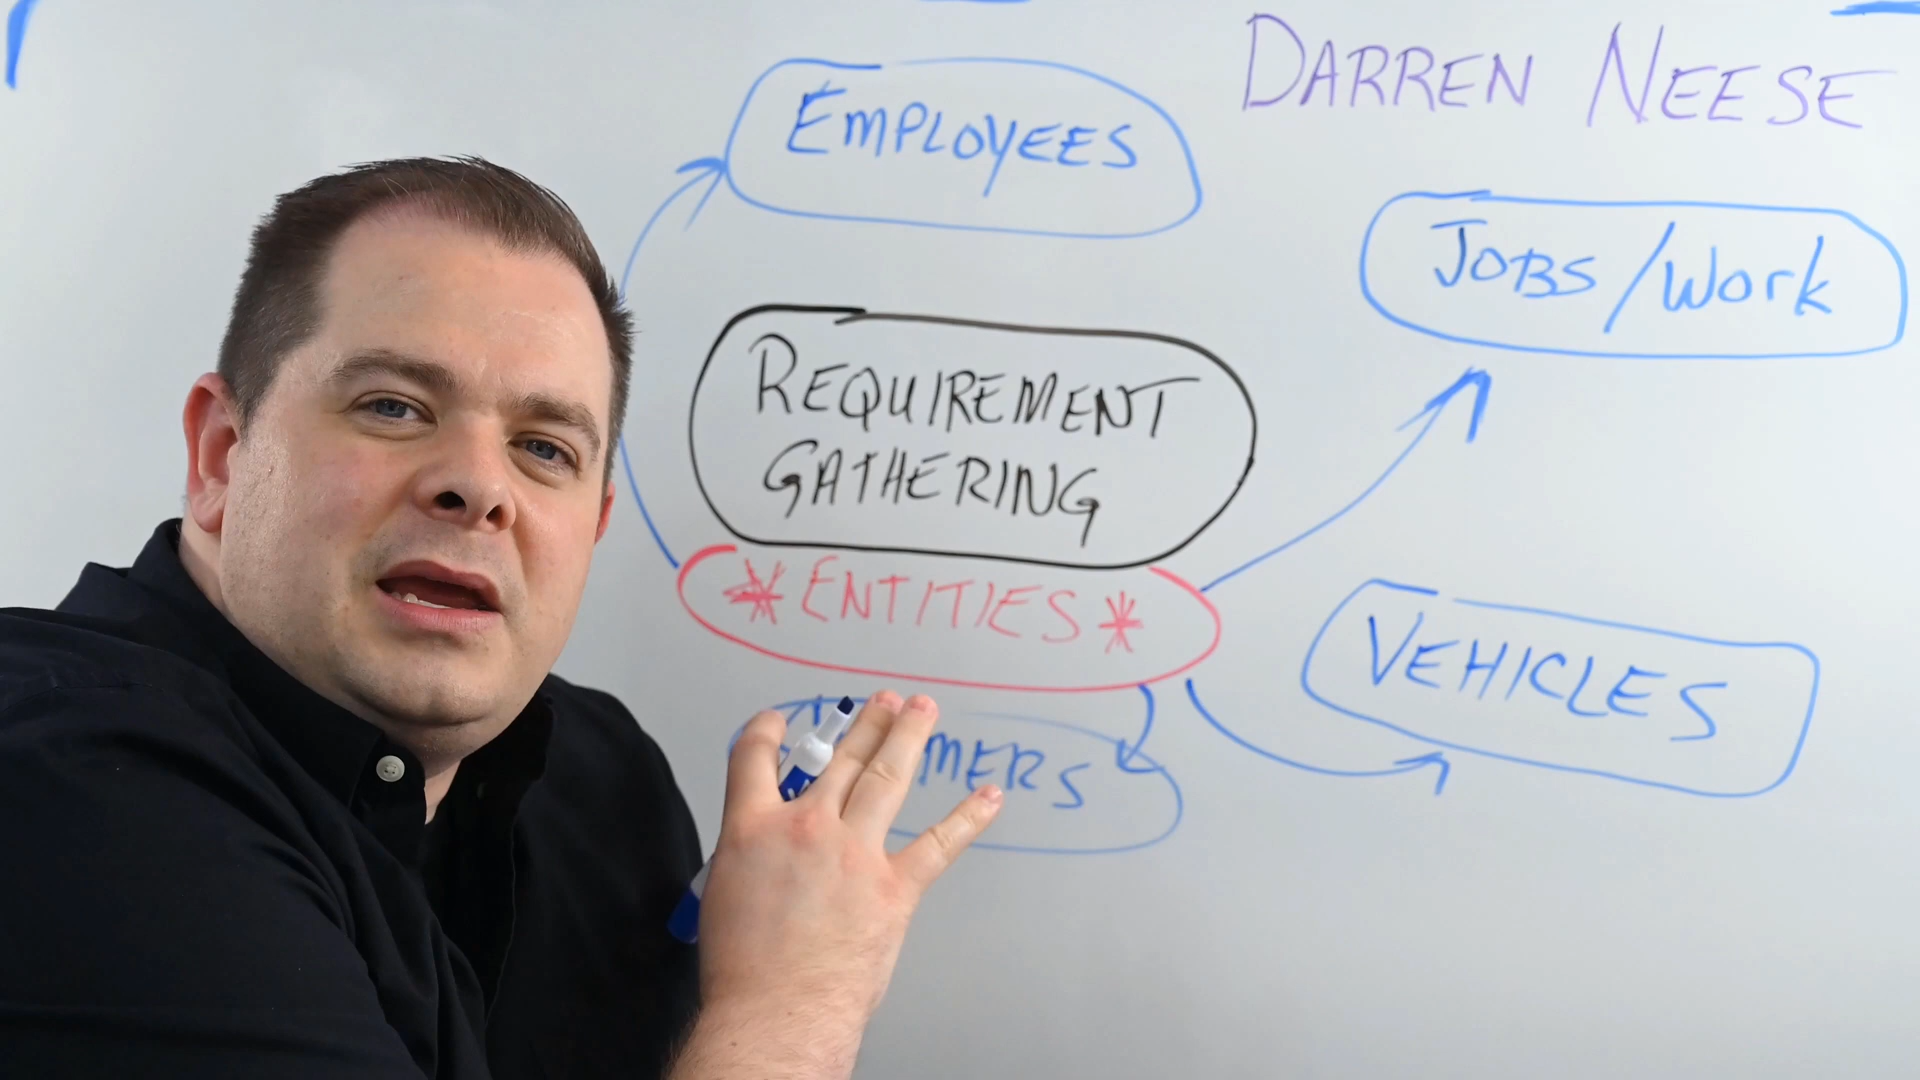 DARREN NEESE
EMPLOYEES
JOBS/WORK
REQUIREMENT
GATHERING
* ENTITIES *
VEHICLES